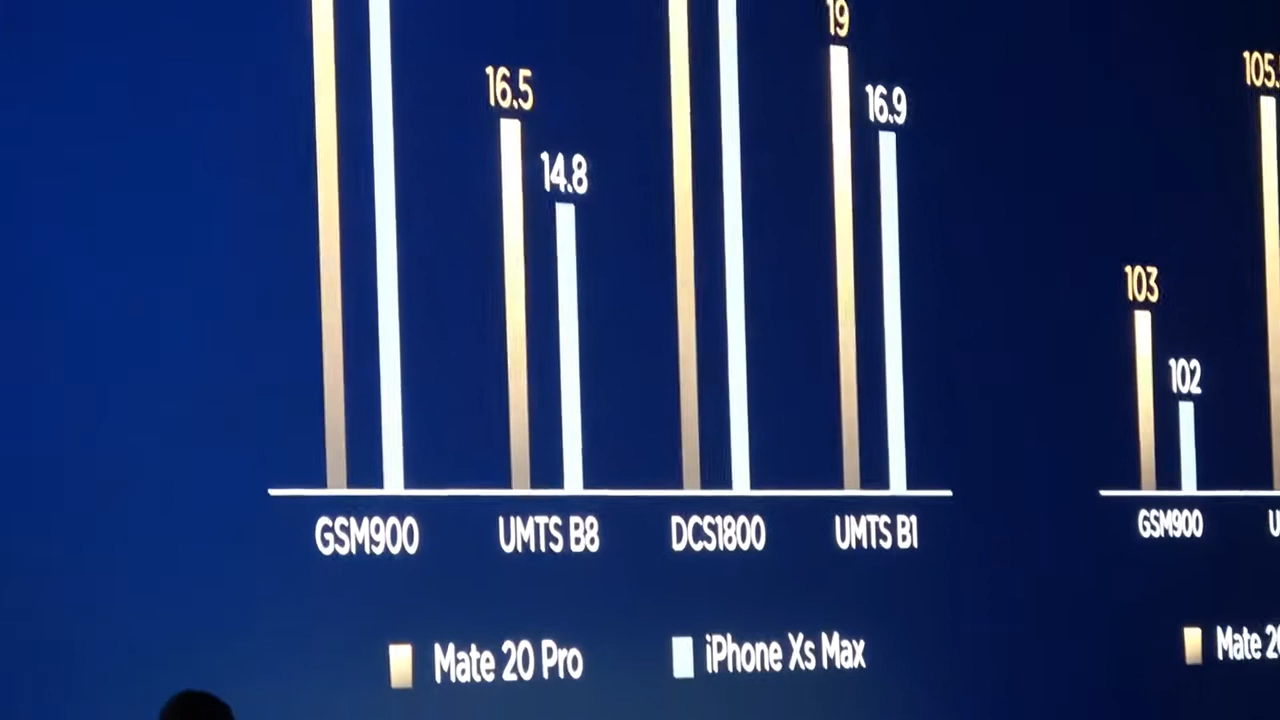 19
16.5
16.9
14.8
GSM900 UMTS B8 DCS1800 UMTS B1
Mate 20 Pro iPhone Xs Max
105.
103
102
GSM900
Mate